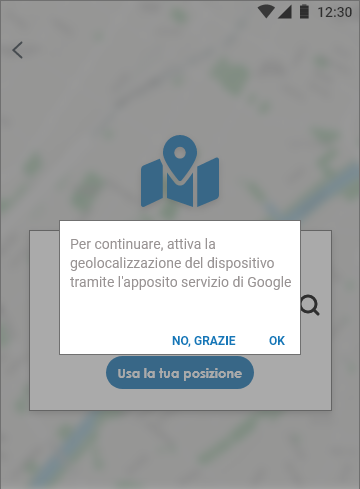 12:30
Per continuare, attiva la
geolocalizzazione del dispositivo
tramite l'apposito servizio di Google
NO, GRAZIE OK
Usa la tua posizione